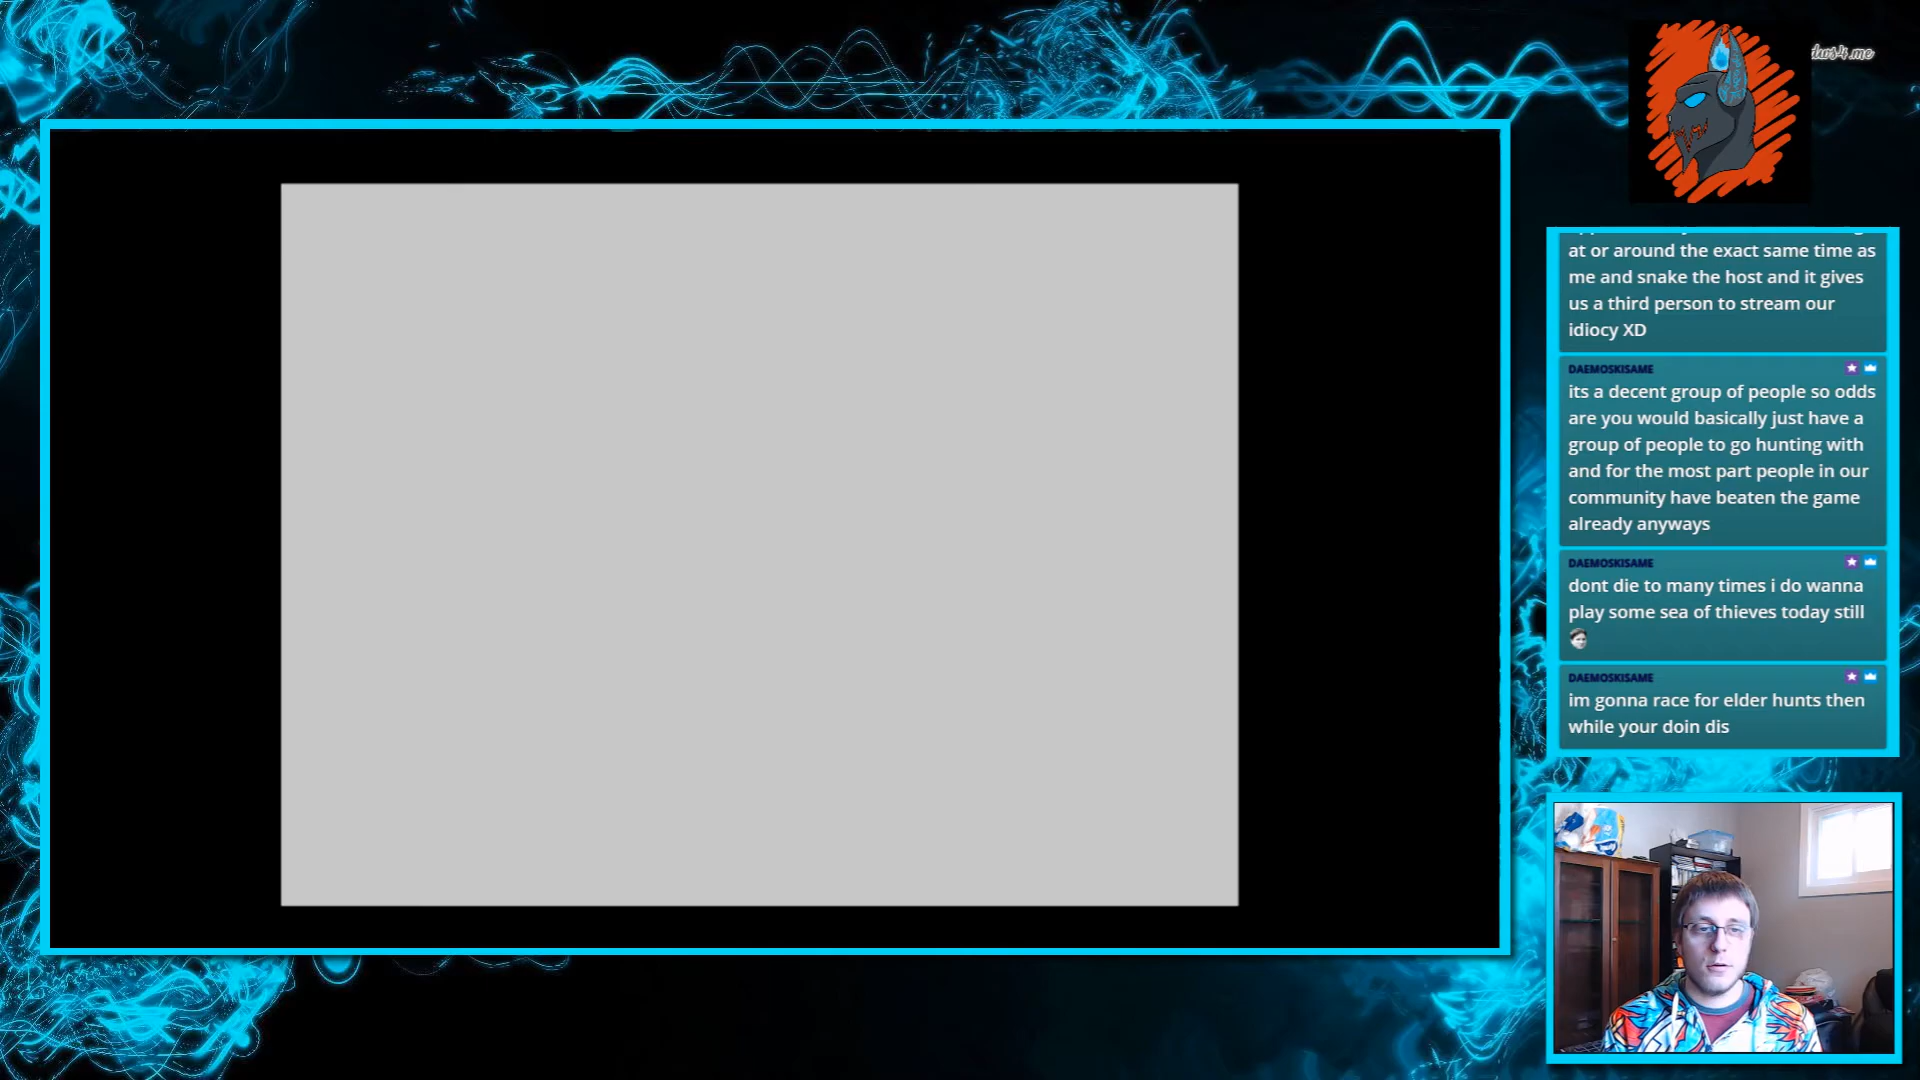 at or around the exact same time as
me and snake the host and it gives
us a third person to stream our
idiocy XD
DAEMOSKISAME
its a decent group of people so odds
are you would basically just have a
group of people to go hunting with
and for the most part people in our
community have beaten the game
already anyways
DAEMOSKISAME
dont die to many times i do wanna
play some sea of thieves today still
DAEMOSKISAME
im gonna race for elder hunts then
while your doin dis